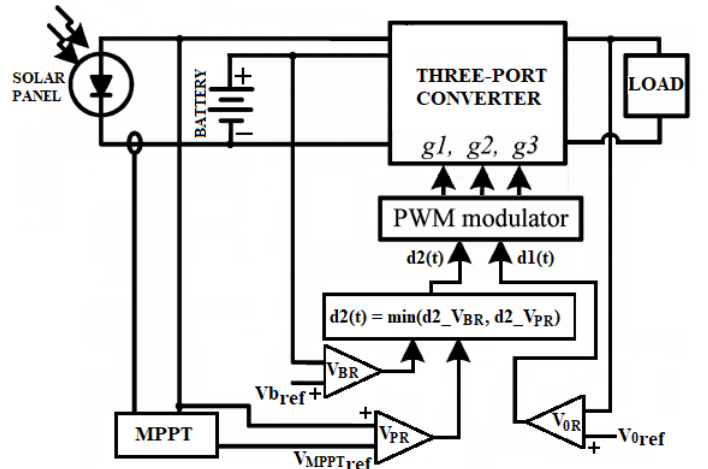 SOLAR
PANEL
BATTERY
+
−
THREE-PORT
CONVERTER
g1, g2, g3
LOAD
PWM modulator
d2(t)
d1(t)
d2(t) = min(d2_VBR, d2_VPR)
VBR
Vbref +
+
VPR
V0R
+
V0ref
MPPT
VMPPTref